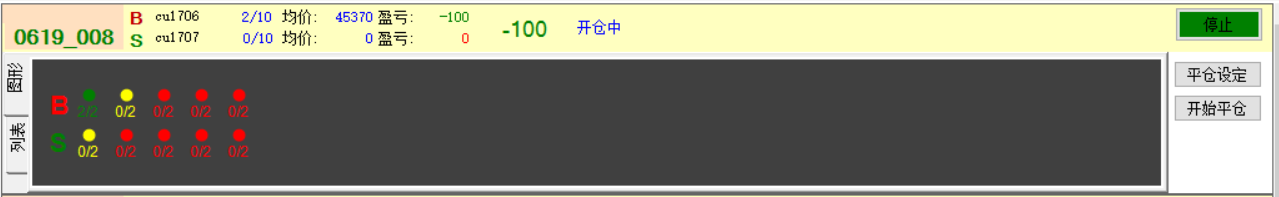 0619_008 B cu1706 2/10 均价: 45370 盈亏: -100 -100 开仓中 停止
S cu1707 0/10 均价: 0 盈亏: 0
图形 平仓设定
开始平仓
列表
B 2/2 0/2 0/2 0/2 0/2
S 0/2 0/2 0/2 0/2 0/2